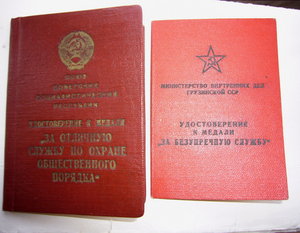 СОЮЗ
СОВЕТСКИХ
СОЦИАЛИСТИЧЕСКИХ
РЕСПУБЛИК
УДОСТОВЕРЕНИЕ К МЕДАЛИ
„ЗА ОТЛИЧНУЮ
СЛУЖБУ ПО ОХРАНЕ
ОБЩЕСТВЕННОГО
ПОРЯДКА“
МИНИСТЕРСТВО ВНУТРЕННИХ ДЕЛ
ГРУЗИНСКОЙ ССР
УДОСТОВЕРЕНИЕ
К МЕДАЛИ
„ЗА БЕЗУПРЕЧНУЮ СЛУЖБУ“